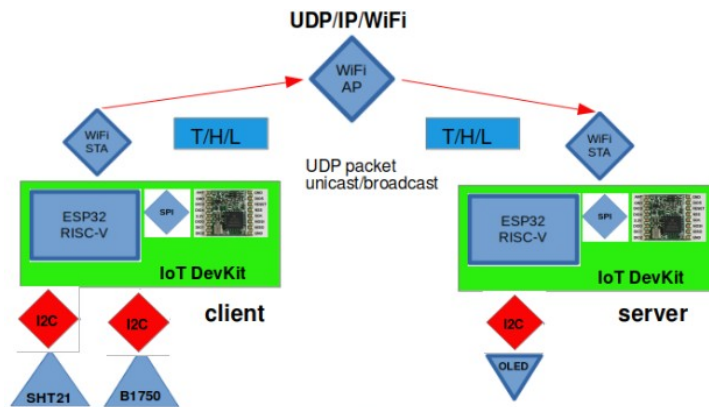 UDP/IP/WiFi
WiFi
AP
WiFi
STA
T/H/L
T/H/L
WiFi
STA
UDP packet
unicast/broadcast
ESP32
RISC-V
SPI
IoT DevKit
ESP32
RISC-V
SPI
IoT DevKit
I2C
I2C
client
I2C
server
SHT21
B1750
OLED